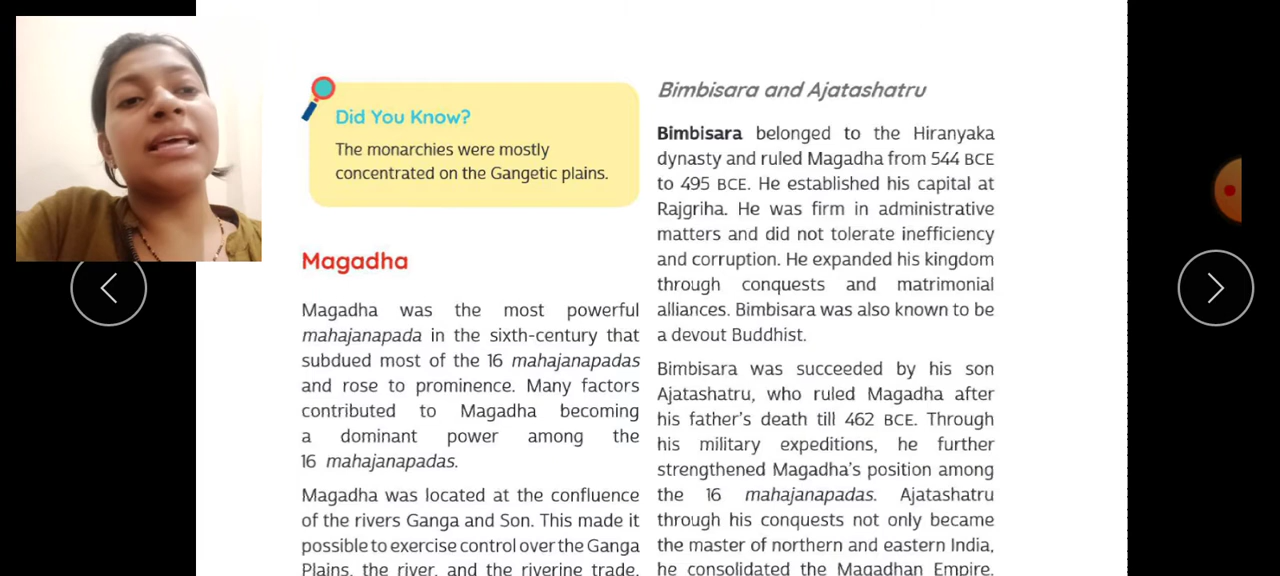 Did You Know?
The monarchies were mostly
concentrated on the Gangetic plains.
Magadha
Magadha was the most powerful
mahajanapada in the sixth-century that
subdued most of the 16 mahajanapadas
and rose to prominence. Many factors
contributed to Magadha becoming
a dominant power among the
16 mahajanapadas.
Magadha was located at the confluence
of the rivers Ganga and Son. This made it
possible to exercise control over the Ganga
Plains, the river, and the riverine trade.
Bimbisara and Ajatashatru
Bimbisara belonged to the Hiranyaka
dynasty and ruled Magadha from 544 BCE
to 495 BCE. He established his capital at
Rajgriha. He was firm in administrative
matters and did not tolerate inefficiency
and corruption. He expanded his kingdom
through conquests and matrimonial
alliances. Bimbisara was also known to be
a devout Buddhist.
Bimbisara was succeeded by his son
Ajatashatru, who ruled Magadha after
his father's death till 462 BCE. Through
his military expeditions, he further
strengthened Magadha's position among
the 16 mahajanapadas. Ajatashatru
through his conquests not only became
the master of northern and eastern India,
he consolidated the Magadhan Empire.